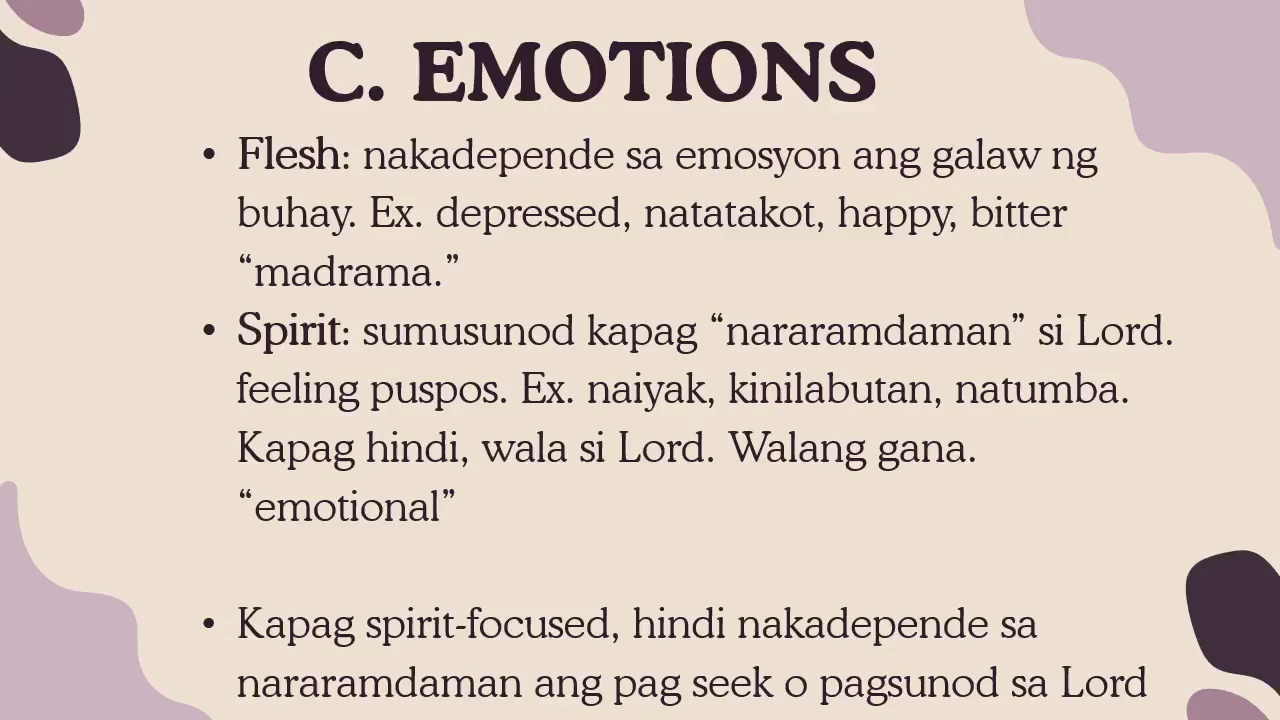 C. EMOTIONS
• Flesh: nakadepende sa emosyon ang galaw ng
buhay. Ex. depressed, natatakot, happy, bitter
“madrama.”
• Spirit: sumusunod kapag “nararamdaman” si Lord.
feeling puspos. Ex. naiyak, kinilabutan, natumba.
Kapag hindi, wala si Lord. Walang gana.
“emotional”
• Kapag spirit-focused, hindi nakadepende sa
nararamdaman ang pag seek o pagsunod sa Lord